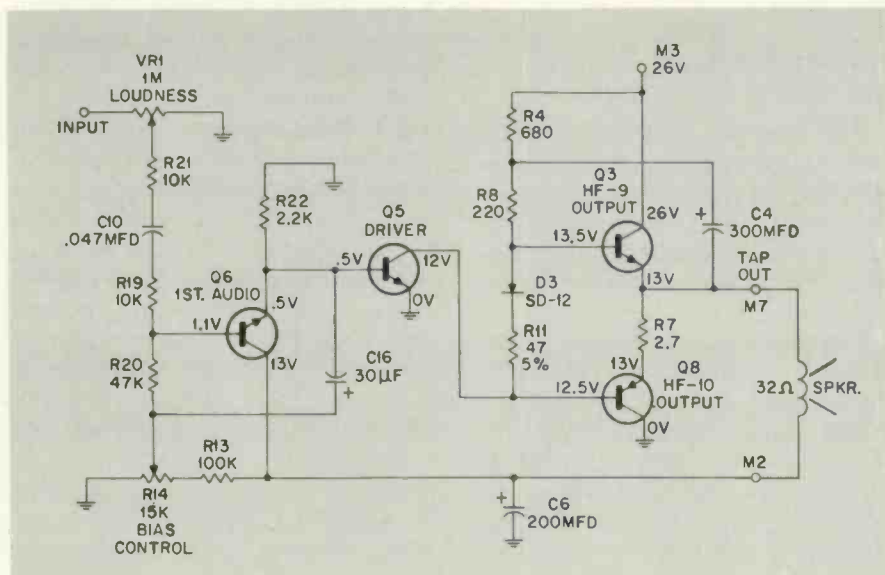 VR1
1M
LOUDNESS
INPUT
R21
10K
C10
.047MFD
R19
10K
R20
47K
R14
15K
BIAS
CONTROL
R13
100K
R22
2.2K
Q6
1ST. AUDIO
1.1V
.5V
13V
C16
30µF
+
Q5
DRIVER
.5V
12V
0V
M3
26V
R4
680
R8
220
Q3
HF-9
OUTPUT
26V
13.5V
13V
D3
SD-12
R11
47
5%
+
C4
300MFD
TAP
OUT
M7
R7
2.7
13V
Q8
HF-10
OUTPUT
12.5V
0V
32Ω
SPKR.
M2
+
C6
200MFD